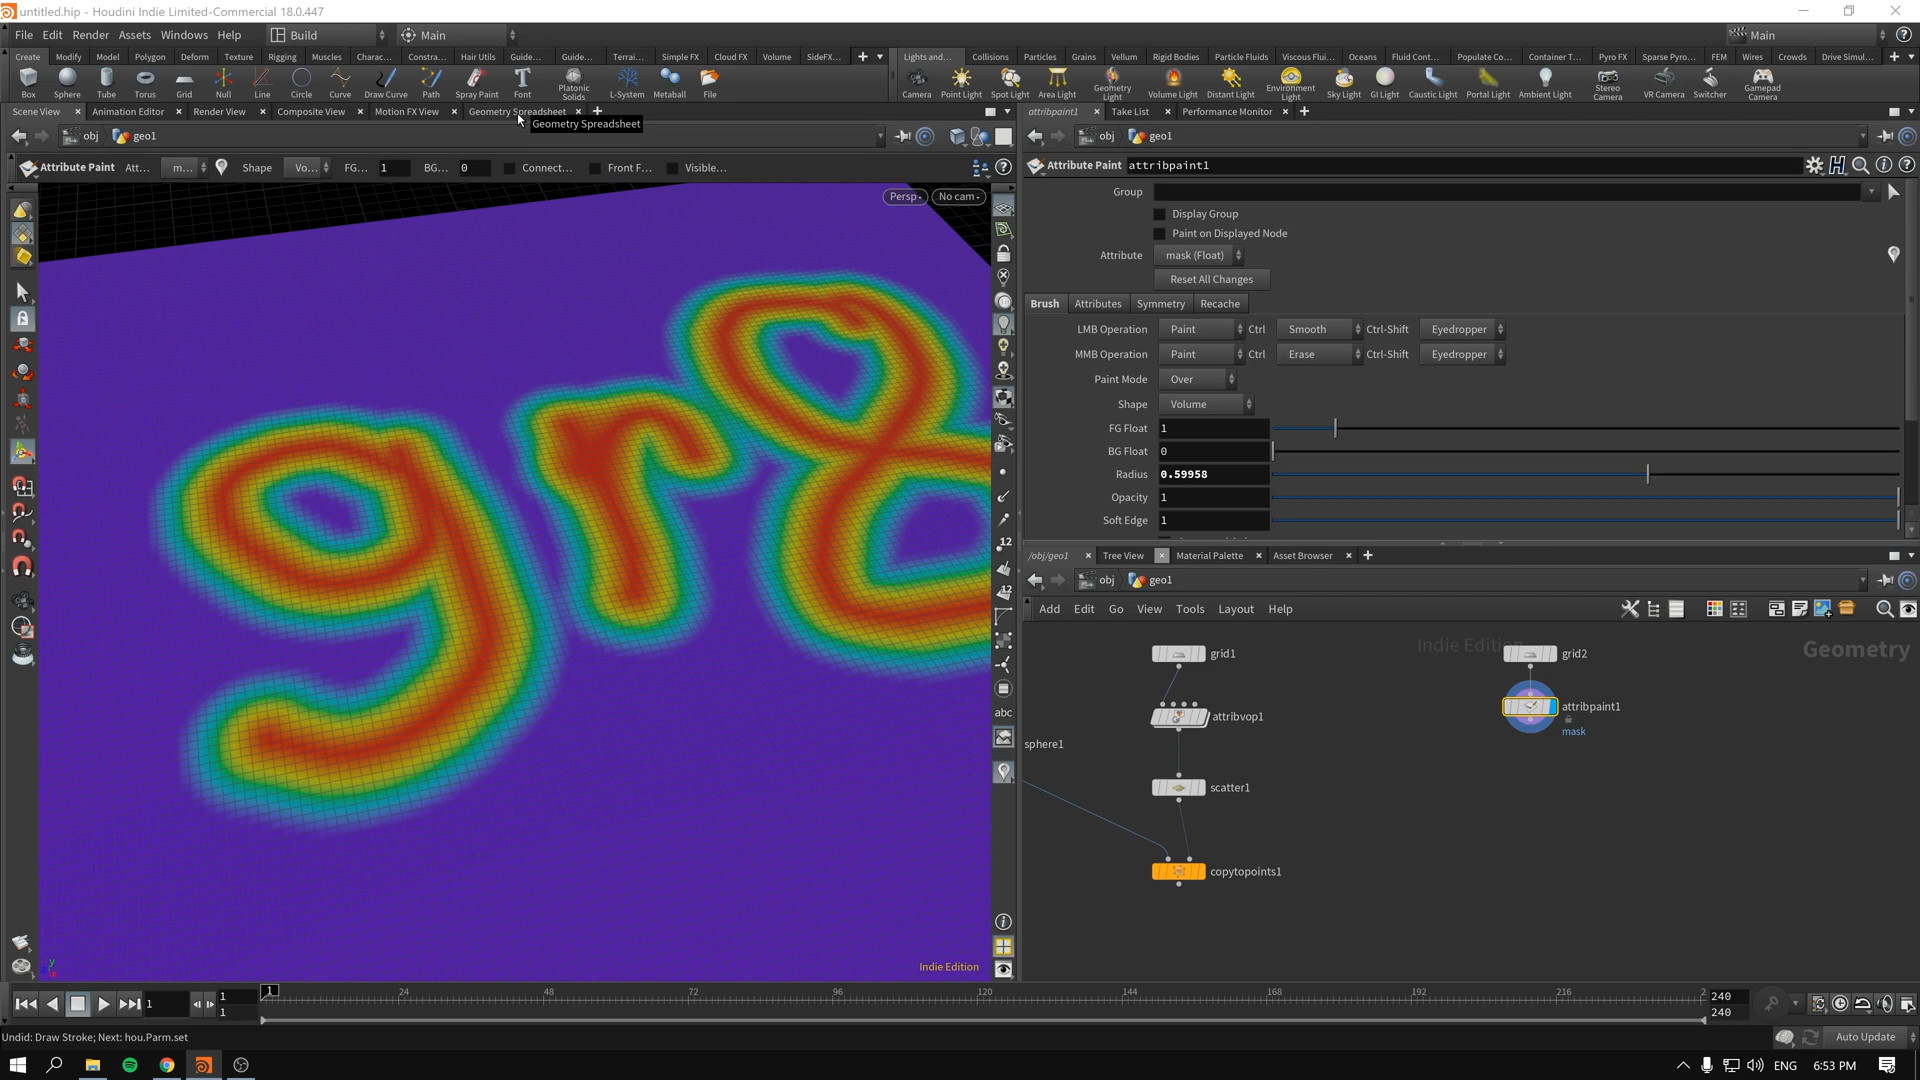 untitled.hip - Houdini Indie Limited-Commercial 18.0.447
File Edit Render Assets Windows Help Build Main Main
Create Modify Model Polygon Deform Texture Rigging Muscles Charac... Constra... Hair Utils Guide... Guide... Terrai... Simple FX Cloud FX Volume SideFX...
Lights and... Collisions Particles Grains Vellum Rigid Bodies Particle Fluids Viscous Flui... Oceans Fluid Cont... Populate Co... Container T... Pyro FX Sparse Pyro... FEM Wires Crowds Drive Simul...
Box Sphere Tube Torus Grid Null Line Circle Curve Draw Curve Path Spray Paint Font Platonic Solids L-System Metaball File
Camera Point Light Spot Light Area Light Geometry Light Volume Light Distant Light Environment Light Sky Light GI Light Caustic Light Portal Light Ambient Light Stereo Camera VR Camera Switcher Gamepad Camera
Scene View Animation Editor Render View Composite View Motion FX View Geometry Spreadsheet
Geometry Spreadsheet
attribpaint1 Take List Performance Monitor
obj geo1
obj geo1
Attribute Paint Att... m... Shape Vo... FG... 1 BG... 0 Connect... Front F... Visible...
Attribute Paint attribpaint1
Persp No cam
gr8
12
12
abc
Indie Edition
Group
Display Group
Paint on Displayed Node
Attribute mask (Float)
Reset All Changes
Brush Attributes Symmetry Recache
LMB Operation Paint Ctrl Smooth Ctrl-Shift Eyedropper
MMB Operation Paint Ctrl Erase Ctrl-Shift Eyedropper
Paint Mode Over
Shape Volume
FG Float 1
BG Float 0
Radius 0.59958
Opacity 1
Soft Edge 1
/obj/geo1 Tree View Material Palette Asset Browser
obj geo1
Add Edit Go View Tools Layout Help
Indie Edition Geometry
grid1 grid2
attribvop1 attribpaint1
mask
sphere1
scatter1
copytopoints1
1 1 1 1 24 48 72 96 120 144 168 192 216 2 240
240
Undid: Draw Stroke; Next: hou.Parm.set
Auto Update
ENG 6:53 PM